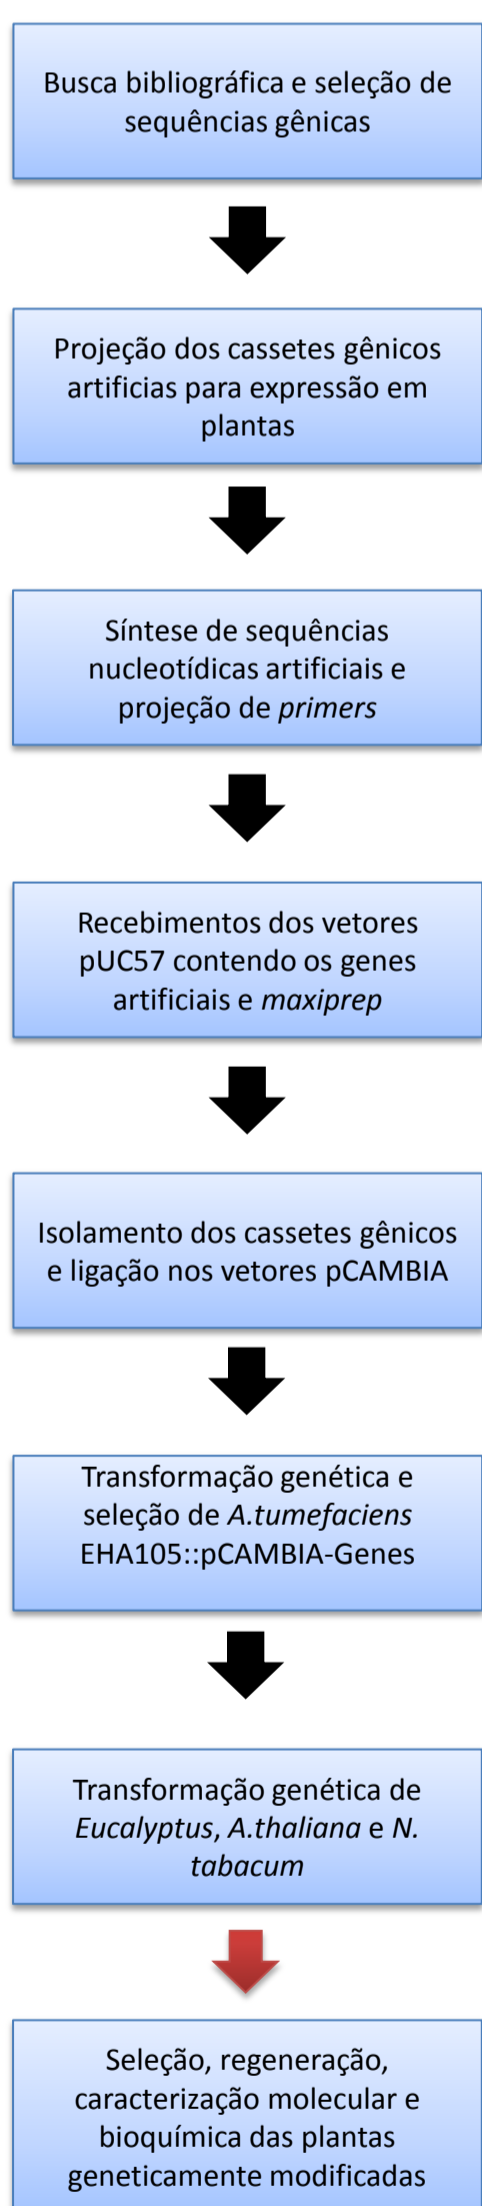 Busca bibliográfica e seleção de
sequências gênicas
Projeção dos cassetes gênicos
artificias para expressão em
plantas
Síntese de sequências
nucleotídicas artificiais e
projeção de primers
Recebimentos dos vetores
pUC57 contendo os genes
artificiais e maxiprep
Isolamento dos cassetes gênicos
e ligação nos vetores pCAMBIA
Transformação genética e
seleção de A.tumefaciens
EHA105::pCAMBIA-Genes
Transformação genética de
Eucalyptus, A.thaliana e N.
tabacum
Seleção, regeneração,
caracterização molecular e
bioquímica das plantas
geneticamente modificadas